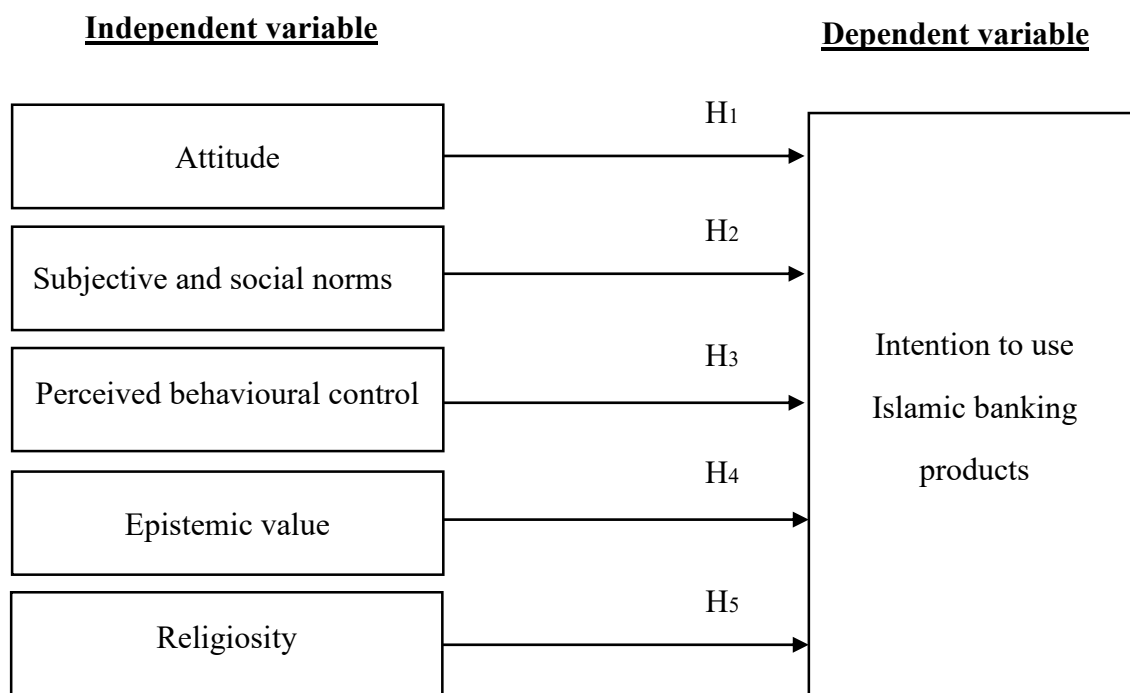 Independent variable
Dependent variable
H1
Attitude
H2
Subjective and social norms
H3
Perceived behavioural control
H4
Epistemic value
H5
Religiosity
Intention to use
Islamic banking
products